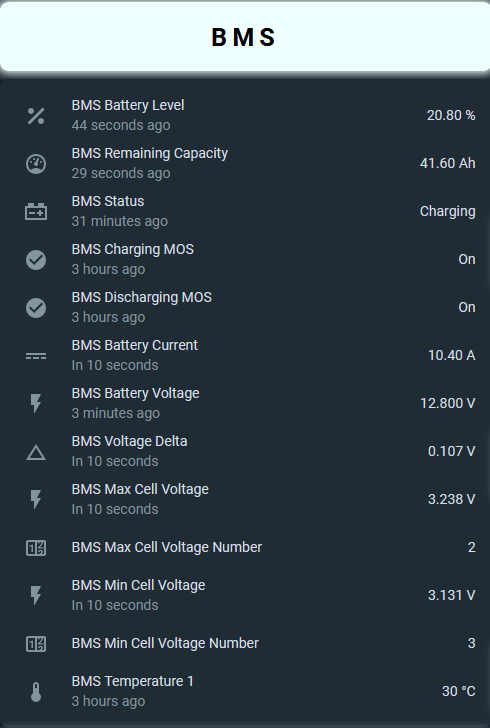 BMS
BMS Battery Level
44 seconds ago
20.80 %
BMS Remaining Capacity
29 seconds ago
41.60 Ah
BMS Status
31 minutes ago
Charging
BMS Charging MOS
3 hours ago
On
BMS Discharging MOS
3 hours ago
On
BMS Battery Current
In 10 seconds
10.40 A
BMS Battery Voltage
3 minutes ago
12.800 V
BMS Voltage Delta
In 10 seconds
0.107 V
BMS Max Cell Voltage
In 10 seconds
3.238 V
BMS Max Cell Voltage Number
2
BMS Min Cell Voltage
In 10 seconds
3.131 V
BMS Min Cell Voltage Number
3
BMS Temperature 1
3 hours ago
30 °C